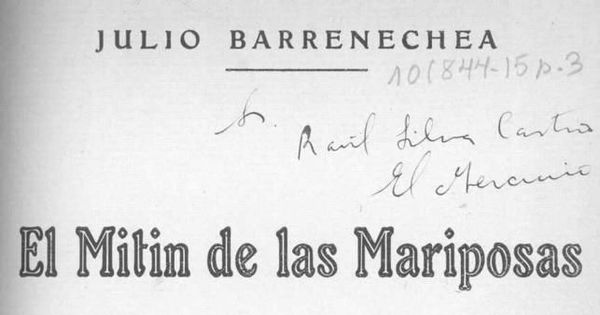 JULIO BARRENECHEA
10(844-15 p.3
Sr.
Raúl Silva Castro
El Mercurio
El Mitin de las Mariposas